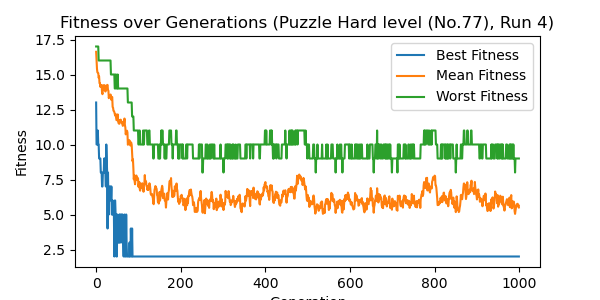 Fitness over Generations (Puzzle Hard level (No.77), Run 4)
17.5
15.0
12.5
10.0
7.5
5.0
2.5
Fitness
Best Fitness
Mean Fitness
Worst Fitness
0 200 400 600 800 1000
Generation